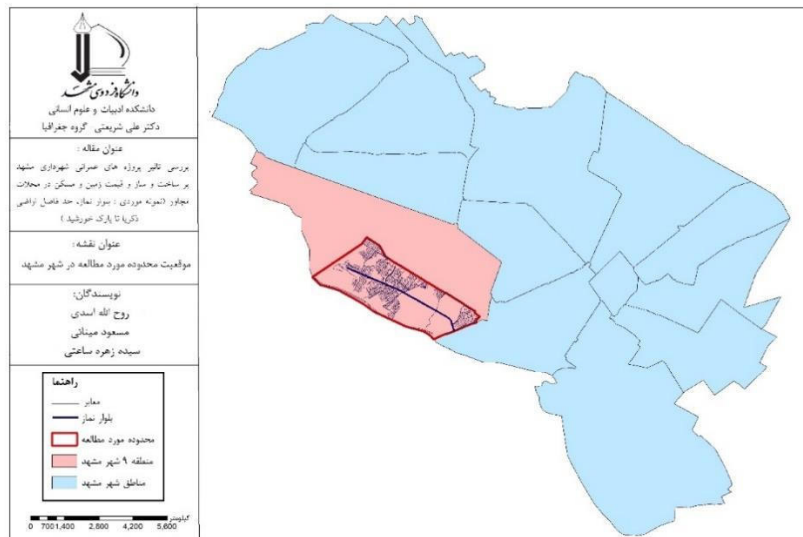 دانشگاه فردوسی مشهد
دانشکده ادبیات و علوم انسانی
دکتر علی شریعتی گروه جغرافیا
عنوان مقاله :
بررسی تاثیر پروژه های عمرانی شهرداری مشهد
بر ساخت و ساز و قیمت زمین و مسکن در محلات
مجاور (نمونه موردی : بلوار نماز، حد فاصل اراضی
ذکریا تا پارک خورشید )
عنوان نقشه :
موقعیت محدوده مورد مطالعه در شهر مشهد
نویسندگان:
روح الله اسدی
مسعود مینائی
سیده زهره ساعتی
راهنما
معابر
بلوار نماز
محدوده مورد مطالعه
منطقه ۹ شهر مشهد
مناطق شهر مشهد
کیلومتر
0 700 1,400 2,800 4,200 5,600